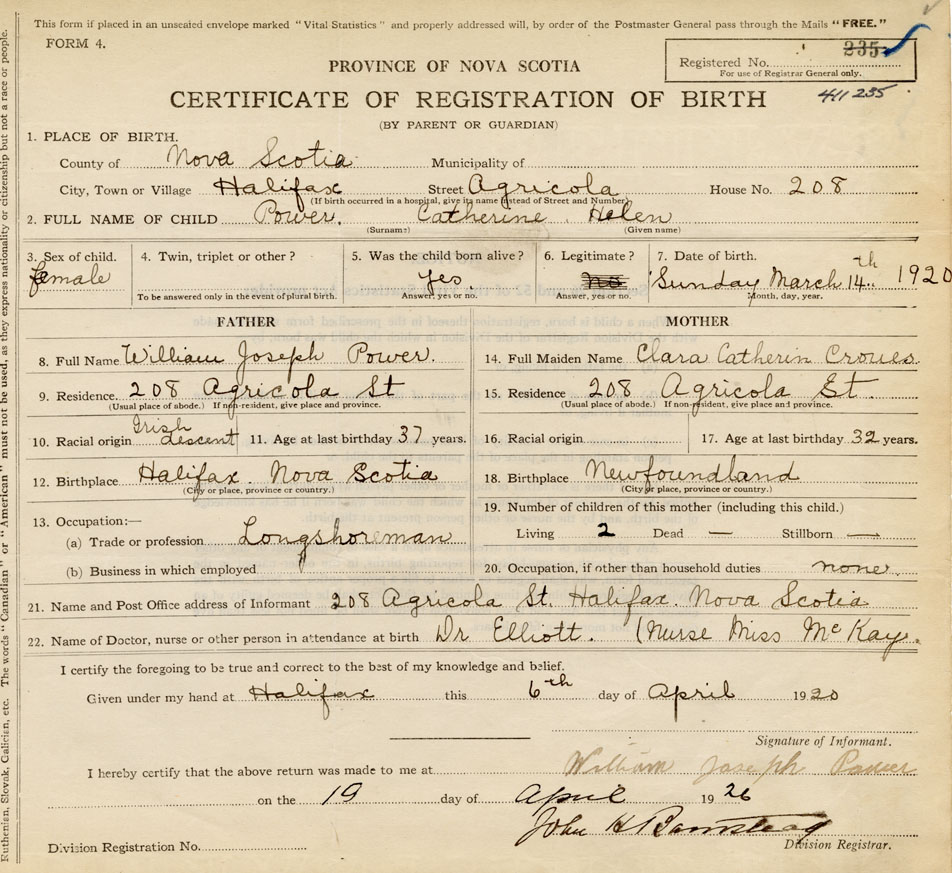 This form if placed in an unsealed envelope marked "Vital Statistics" and properly addressed will, by order of the Postmaster General pass through the Mails "FREE."
FORM 4.
Registered No. 235
For use of Registrar General only.
PROVINCE OF NOVA SCOTIA
CERTIFICATE OF REGISTRATION OF BIRTH
411 235
(BY PARENT OR GUARDIAN)
1. PLACE OF BIRTH.
County of Nova Scotia Municipality of
City, Town or Village Halifax Street Agricola House No. 208
(If birth occurred in a hospital, give its name instead of Street and Number)
2. FULL NAME OF CHILD Power. Catherine Helen
(Surname) (Given name)
3. Sex of child. 4. Twin, triplet or other? 5. Was the child born alive? 6. Legitimate? 7. Date of birth.
female yes. no Sunday March 14th 1920
To be answered only in the event of plural birth. Answer, yes or no. Answer, yes or no. Month, day, year.
FATHER MOTHER
8. Full Name William Joseph Power. 14. Full Maiden Name Clara Catherin
9. Residence. 208 Agricola St 15. Residence 208 Agricola St.
(Usual place of abode.) If non-resident, give place and province. (Usual place of abode.) If non-resident, give place and province.
10. Racial origin Irish descent 11. Age at last birthday 37 years. 16. Racial origin 17. Age at last birthday 32 years.
12. Birthplace Halifax. Nova Scotia 18. Birthplace Newfoundland
(City or place, province or country.) (City or place, province or country.)
13. Occupation:— 19. Number of children of this mother (including this child.)
(a) Trade or profession Longshoreman Living 2 Dead — Stillborn —
(b) Business in which employed 20. Occupation, if other than household duties none.
21. Name and Post Office address of Informant 208 Agricola St. Halifax. Nova Scotia
22. Name of Doctor, nurse or other person in attendance at birth Dr Elliott. (Nurse Miss McKay.
I certify the foregoing to be true and correct to the best of my knowledge and belief.
Given under my hand at Halifax this 6th day of April 1920
Signature of Informant.
I hereby certify that the above return was made to me at William Joseph Power
on the 19 day of April 1926
John H
Division Registration No. Division Registrar.
Ruthenian, Slovak, Galician, etc. The words "Canadian" or "American" must not be used, as they express nationality or citizenship but not a race or people.